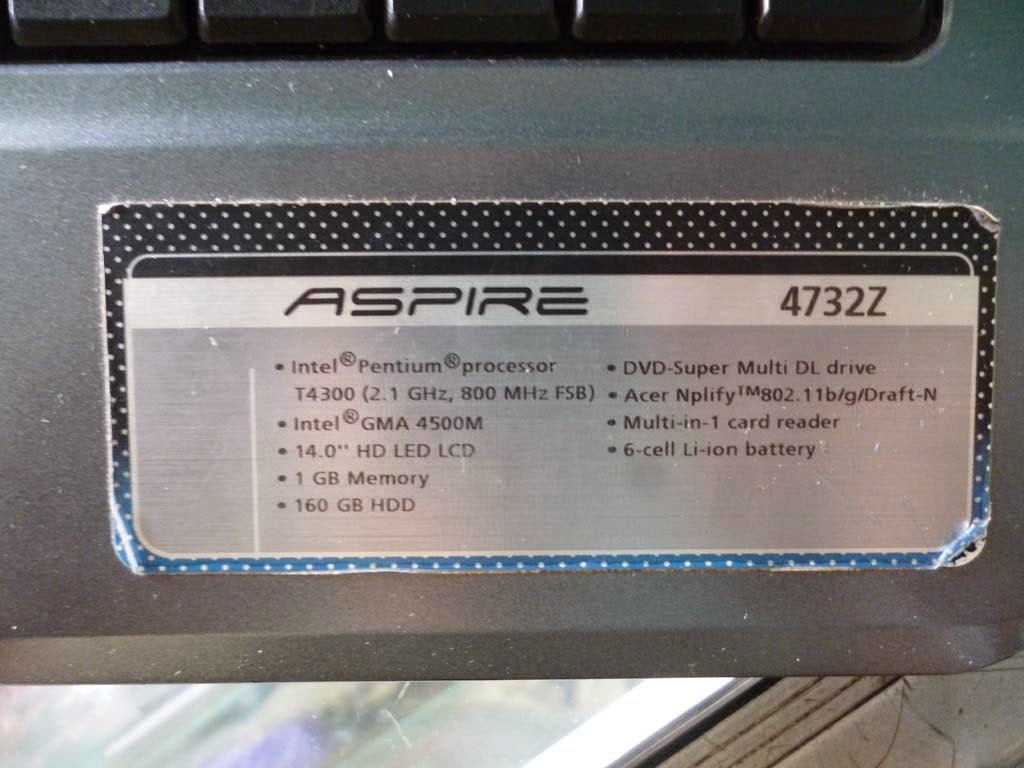 ASPIRE 4732Z
• Intel®Pentium®processor
T4300 (2.1 GHz, 800 MHz FSB)
• Intel®GMA 4500M
• 14.0'' HD LED LCD
• 1 GB Memory
• 160 GB HDD
• DVD-Super Multi DL drive
• Acer Nplify™802.11b/g/Draft-N
• Multi-in-1 card reader
• 6-cell Li-ion battery